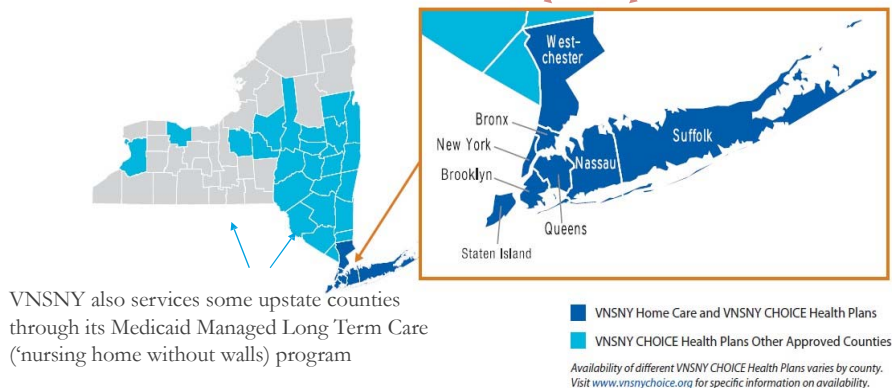 West-
chester
Bronx
New York
Brooklyn
Nassau
Suffolk
Queens
Staten Island
VNSNY also services some upstate counties
through its Medicaid Managed Long Term Care
(‘nursing home without walls) program
VNSNY Home Care and VNSNY CHOICE Health Plans
VNSNY CHOICE Health Plans Other Approved Counties
Availability of different VNSNY CHOICE Health Plans varies by county.
Visit www.vnsnychoice.org for specific information on availability.